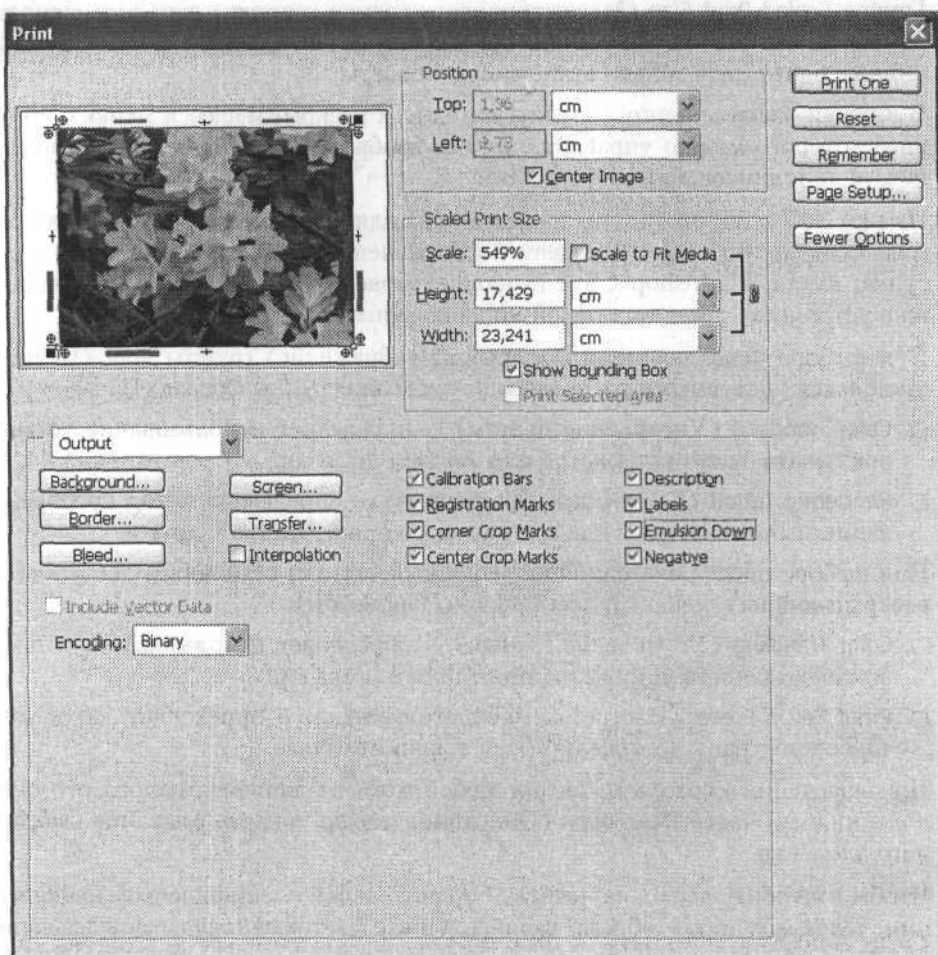 Print
Position
Top: 1,96 cm
Left: 2,73 cm
Center Image
Scaled Print Size
Scale: 549% Scale to Fit Media
Height: 17,429 cm
Width: 23,241 cm
Show Bounding Box
Print Selected Area
Print One
Reset
Remember
Page Setup...
Fewer Options
Output
Background...
Border...
Bleed...
Screen...
Transfer...
Interpolation
Calibration Bars
Registration Marks
Corner Crop Marks
Center Crop Marks
Description
Labels
Emulsion Down
Negative
Include Vector Data
Encoding: Binary